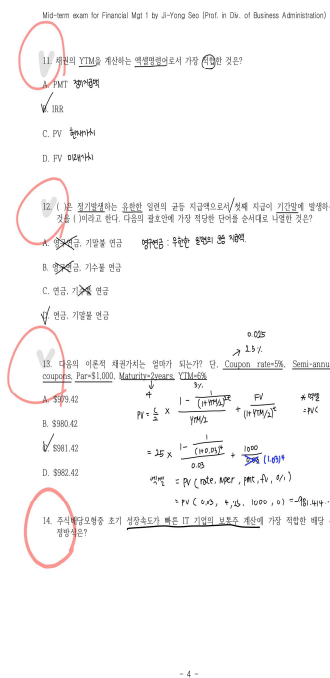 Mid-term exam for Financial Mgt 1 by Ji-Yong Seo (Prof. in Div. of Business Administration)
11. 채권의 YTM을 계산하는 엑셀명령어로서 가장 적합한 것은?
A. PMT 정기지급액
B. IRR
C. PV 현재가치
D. FV 미래가치
12. ( )은 정기발생하는 유한한 일련의 균등 지급액으로서 첫째 지급이 기간말에 발생하
것을 ( )이라고 한다. 다음의 괄호안에 가장 적당한 단어를 순서대로 나열한 것은?
A. 영구연금, 기말불 연금 영구연금 : 무한한 일련의 균등 지급액.
B. 영구연금, 기수불 연금
C. 연금, 기수불 연금
D. 연금, 기말불 연금
0.025
→ 2.5%.
13. 다음의 이론적 채권가치는 얼마가 되는가? 단, Coupon rate=5%, Semi-annu
coupons, Par=$1,000, Maturity=2years, YTM=6%
4 3%
A. $979.42
PV = C/2 × (1 - 1/(1+YTM/2)^2t)/(YTM/2) + FV/(1+YTM/2)^2t
* 엑셀
=PV(
B. $980.42
C. $981.42
= 25 × (1 - 1/(1+0.03)^4)/0.03 + 1000/(1.03)^4
D. $982.42
엑셀 = PV (rate, nper, pmt, fv, 0/1)
= PV ( 0.03, 4, 25, 1000, 0) = -981.414
14. 주식배당모형중 초기 성장속도가 빠른 IT 기업의 보통주 계산에 가장 적합한 배당
정방식은?
- 4 -